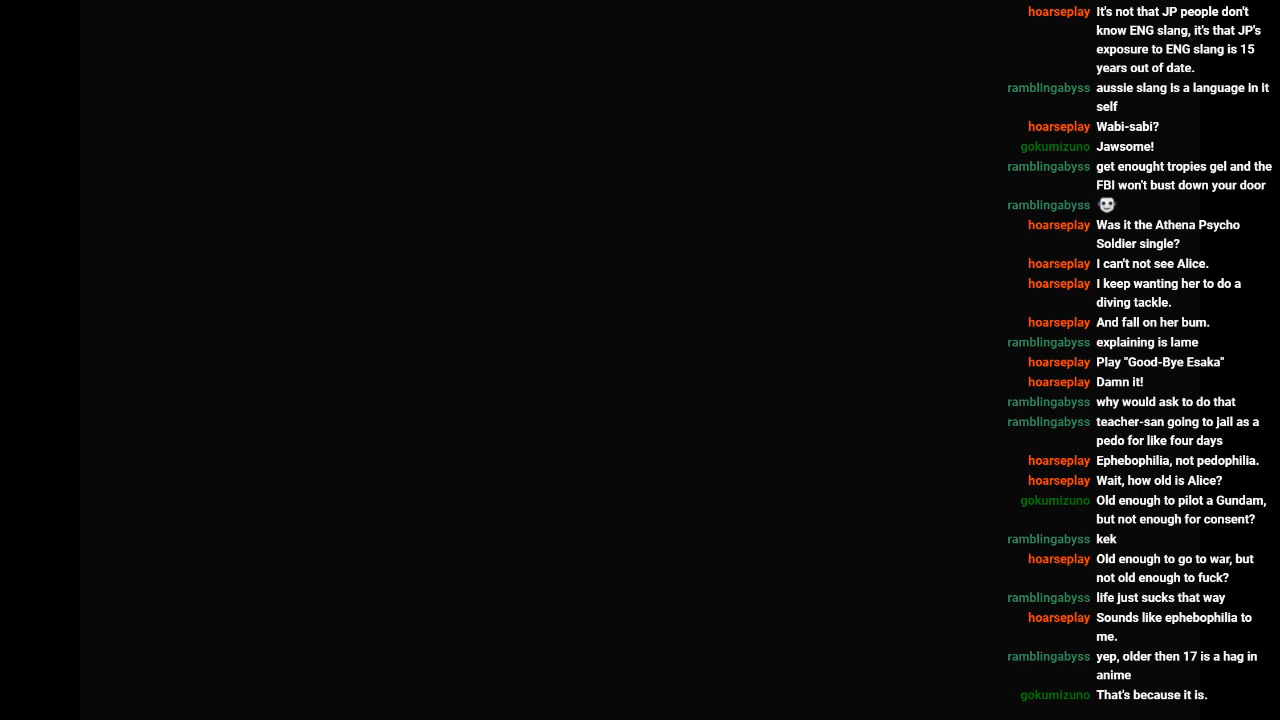 hoarseplay It's not that JP people don't
know ENG slang, it's that JP's
exposure to ENG slang is 15
years out of date.
ramblingabyss aussie slang is a language in it
self
hoarseplay Wabi-sabi?
gokumizuno Jawsome!
ramblingabyss get enought tropies gel and the
FBI won't bust down your door
ramblingabyss
hoarseplay Was it the Athena Psycho
Soldier single?
hoarseplay I can't not see Alice.
hoarseplay I keep wanting her to do a
diving tackle.
hoarseplay And fall on her bum.
ramblingabyss explaining is lame
hoarseplay Play "Good-Bye Esaka"
hoarseplay Damn it!
ramblingabyss why would ask to do that
ramblingabyss teacher-san going to jail as a
pedo for like four days
hoarseplay Ephebophilia, not pedophilia.
hoarseplay Wait, how old is Alice?
gokumizuno Old enough to pilot a Gundam,
but not enough for consent?
ramblingabyss kek
hoarseplay Old enough to go to war, but
not old enough to fuck?
ramblingabyss life just sucks that way
hoarseplay Sounds like ephebophilia to
me.
ramblingabyss yep, older then 17 is a hag in
anime
gokumizuno That's because it is.